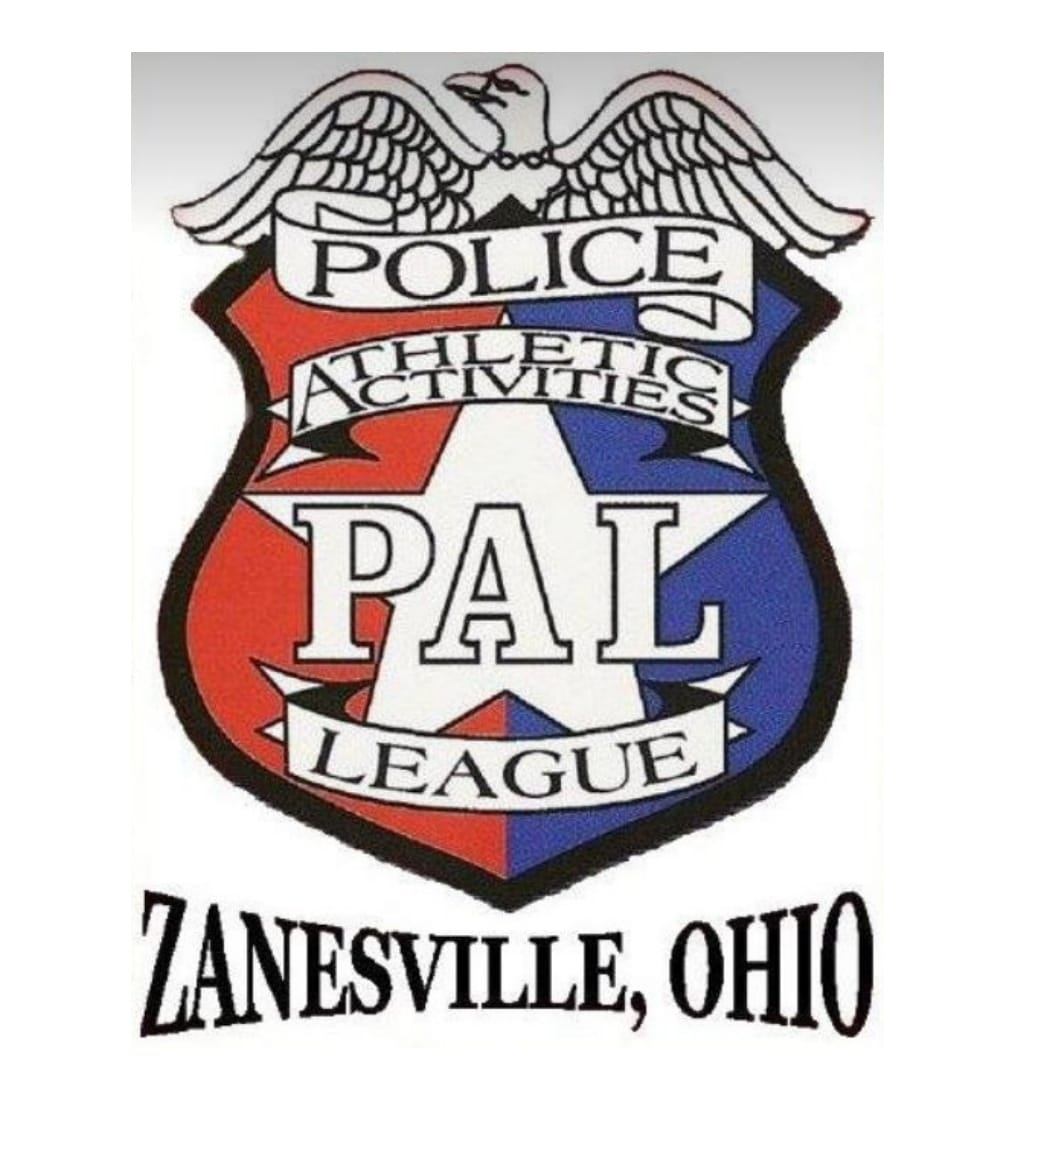 POLICE
ATHLETIC
ACTIVITIES
PAL
LEAGUE
ZANESVILLE, OHIO